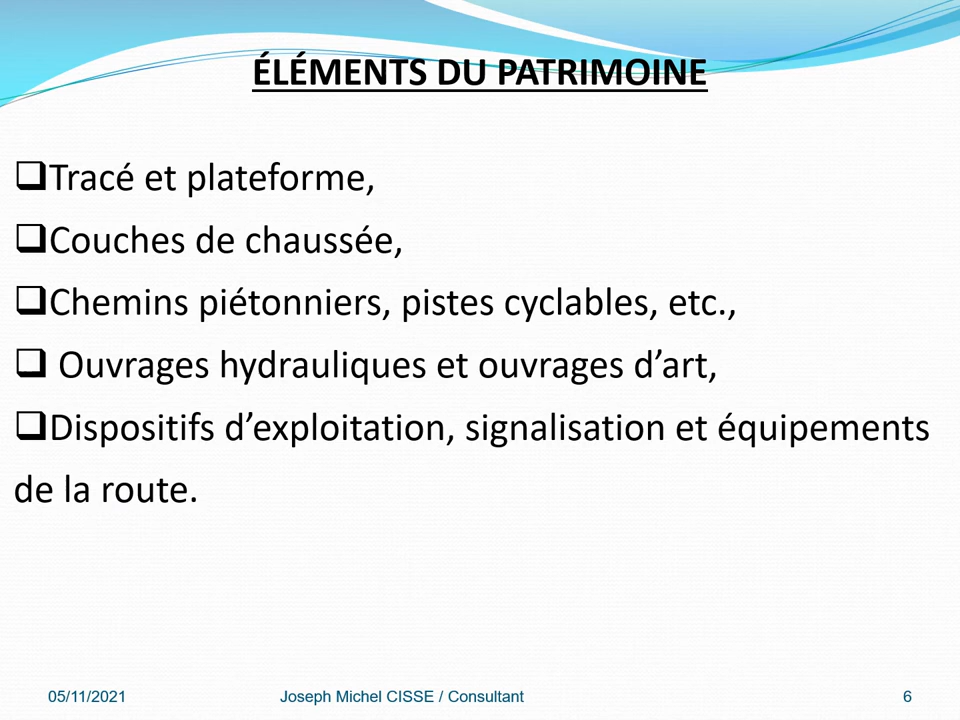 ÉLÉMENTS DU PATRIMOINE
❑Tracé et plateforme,
❑Couches de chaussée,
❑Chemins piétonniers, pistes cyclables, etc.,
❑ Ouvrages hydrauliques et ouvrages d’art,
❑Dispositifs d’exploitation, signalisation et équipements
de la route.
05/11/2021 Joseph Michel CISSE / Consultant 6